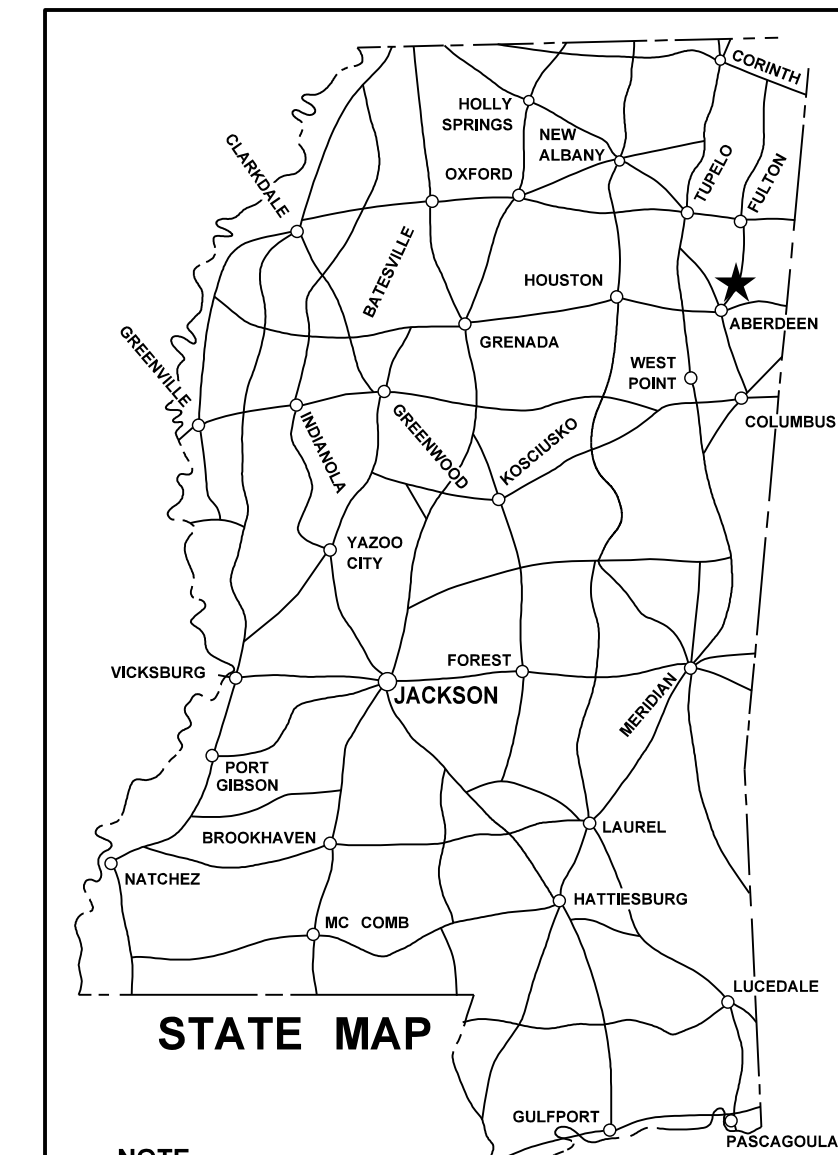 CORINTH
HOLLY
SPRINGS
NEW
ALBANY
CLARKDALE
OXFORD
TUPELO
FULTON
BATESVILLE
HOUSTON
ABERDEEN
GREENVILLE
GRENADA
WEST
POINT
INDIANOLA
GREENWOOD
KOSCIUSKO
COLUMBUS
YAZOO
CITY
VICKSBURG
FOREST
JACKSON
MERIDIAN
PORT
GIBSON
BROOKHAVEN
LAUREL
NATCHEZ
HATTIESBURG
MC COMB
LUCEDALE
STATE MAP
GULFPORT
PASCAGOULA
NOTE